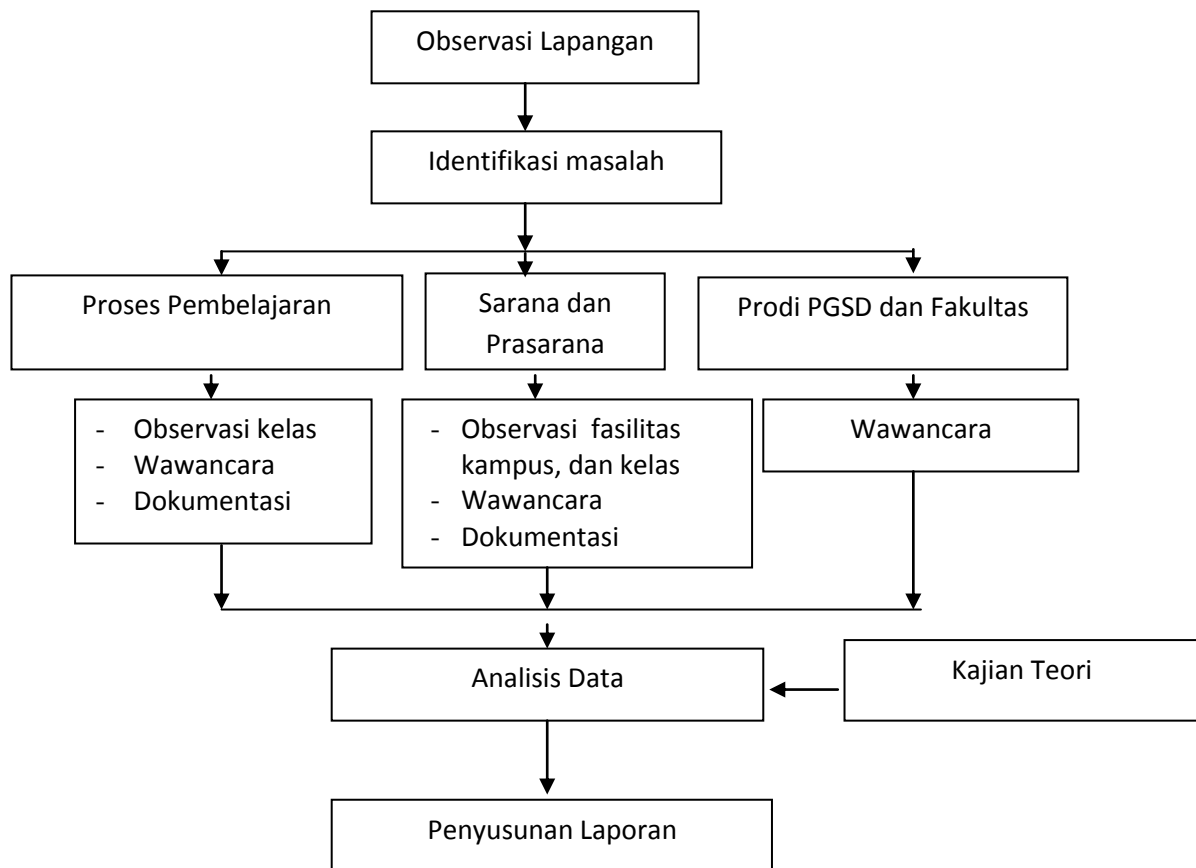 Observasi Lapangan
Identifikasi masalah
Proses Pembelajaran
Sarana dan
Prasarana
Prodi PGSD dan Fakultas
- Observasi kelas
- Wawancara
- Dokumentasi
- Observasi fasilitas
kampus, dan kelas
- Wawancara
- Dokumentasi
Wawancara
Analisis Data
Kajian Teori
Penyusunan Laporan